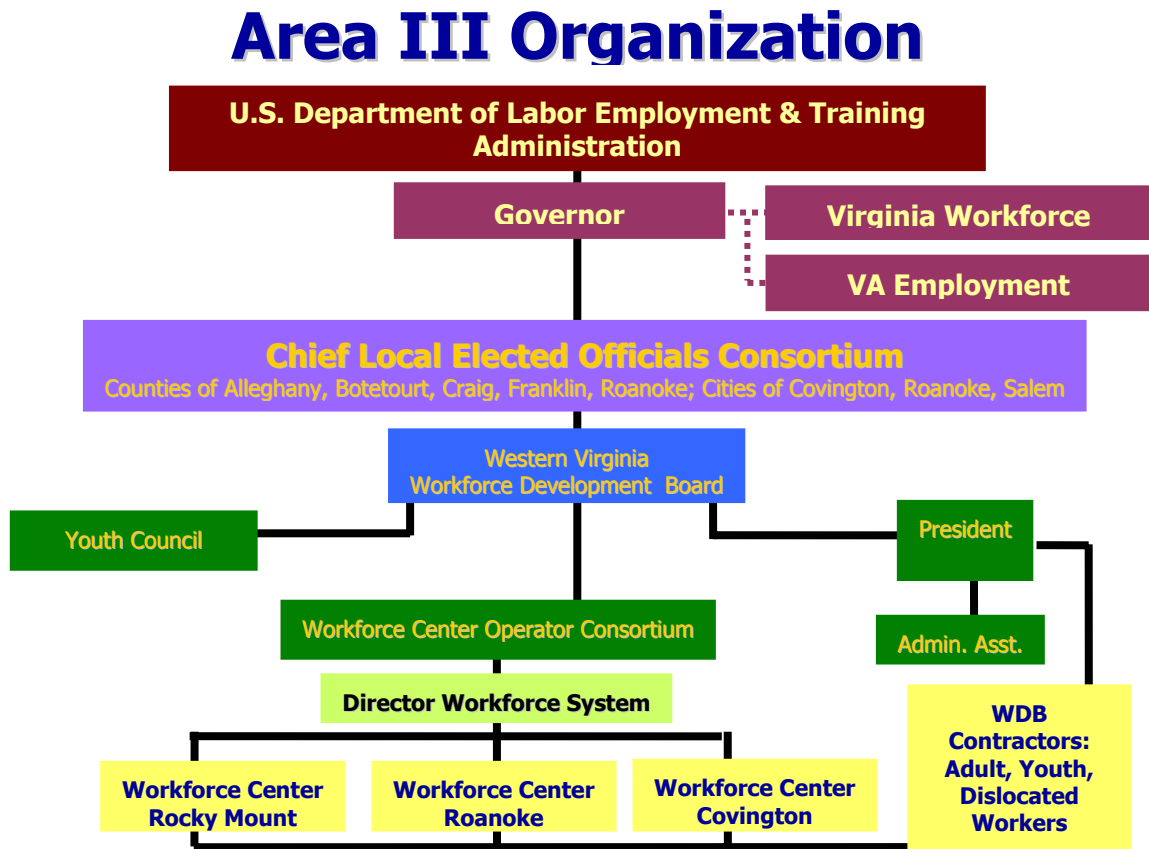 Area III Organization
U.S. Department of Labor Employment & Training
Administration
Governor
Virginia Workforce
VA Employment
Chief Local Elected Officials Consortium
Counties of Alleghany, Botetourt, Craig, Franklin, Roanoke; Cities of Covington, Roanoke, Salem
Western Virginia
Workforce Development Board
Youth Council
President
Workforce Center Operator Consortium
Admin. Asst.
Director Workforce System
WDB
Contractors:
Adult, Youth,
Dislocated
Workers
Workforce Center
Rocky Mount
Workforce Center
Roanoke
Workforce Center
Covington